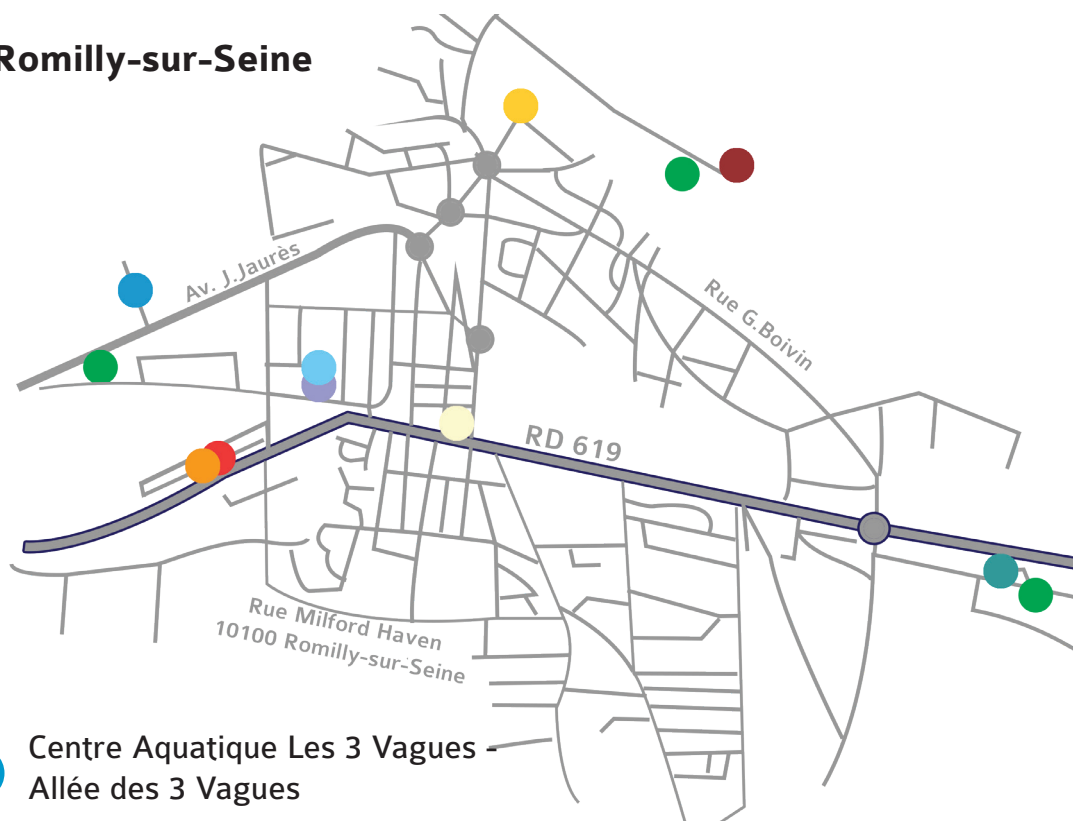 Romilly-sur-Seine
Av. J.Jaurès
Rue G.Boivin
RD 619
Rue Milford Haven
10100 Romilly-sur-Seine
Centre Aquatique Les 3 Vagues -
Allée des 3 Vagues